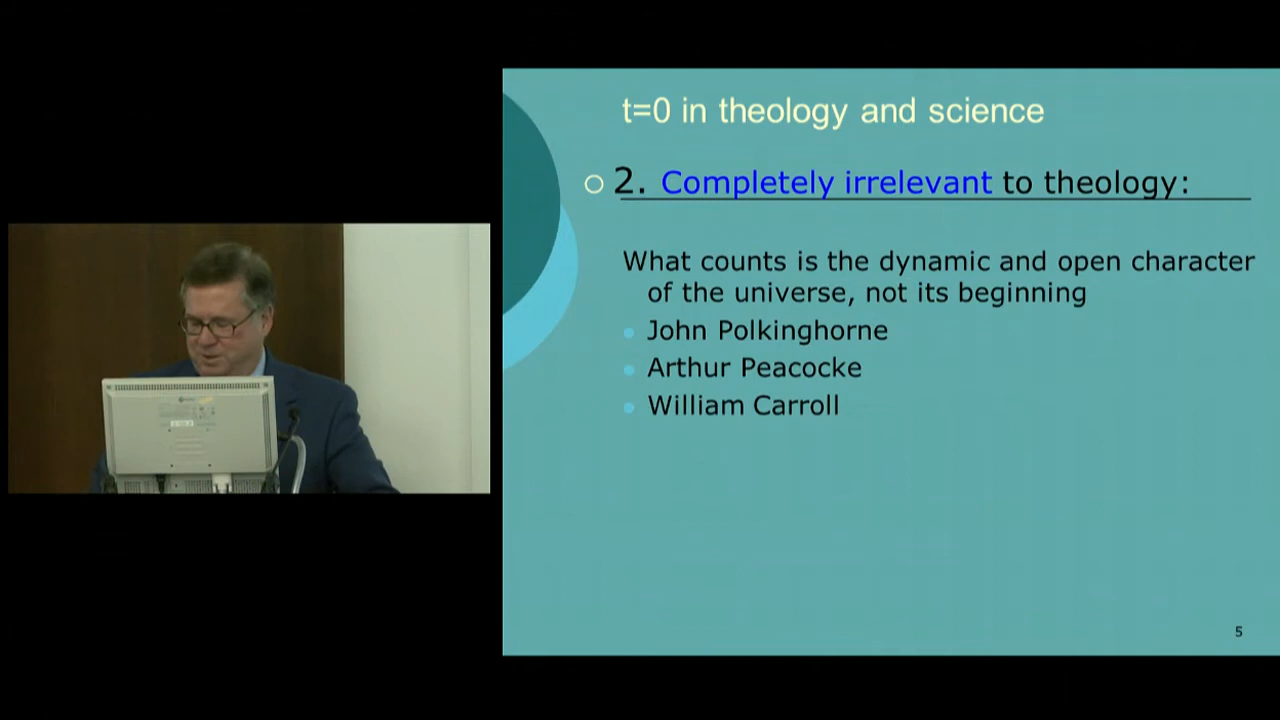 t=0 in theology and science
2. Completely irrelevant to theology:
What counts is the dynamic and open character
of the universe, not its beginning
John Polkinghorne
Arthur Peacocke
William Carroll
5